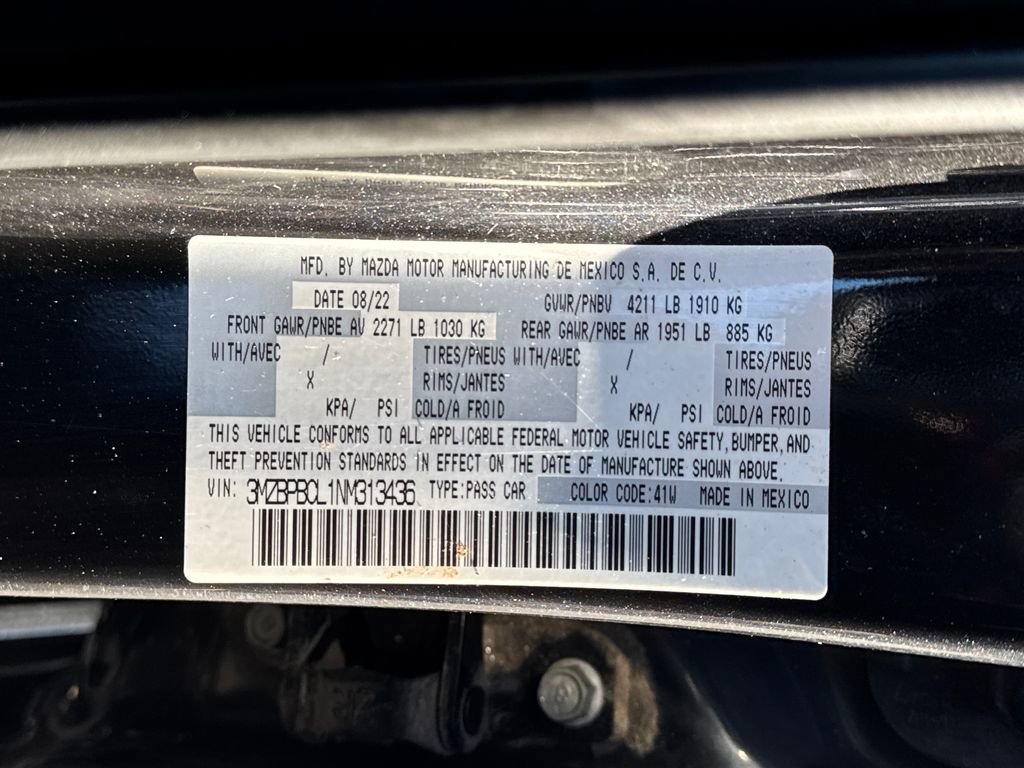 MFD. BY MAZDA MOTOR MANUFACTURING DE MEXICO S.A. DE C.V.
DATE 08/22 GVWR/PNBV 4211 LB 1910 KG
FRONT GAWR/PNBE AV 2271 LB 1030 KG REAR GAWR/PNBE AR 1951 LB 885 KG
WITH/AVEC / TIRES/PNEUS WITH/AVEC / TIRES/PNEUS
X RIMS/JANTES X RIMS/JANTES
KPA/ PSI COLD/A FROID KPA/ PSI COLD/A FROID
THIS VEHICLE CONFORMS TO ALL APPLICABLE FEDERAL MOTOR VEHICLE SAFETY, BUMPER, AND
THEFT PREVENTION STANDARDS IN EFFECT ON THE DATE OF MANUFACTURE SHOWN ABOVE.
VIN: 3MZBPBCL1NM313436 TYPE:PASS CAR COLOR CODE:41W MADE IN MEXICO